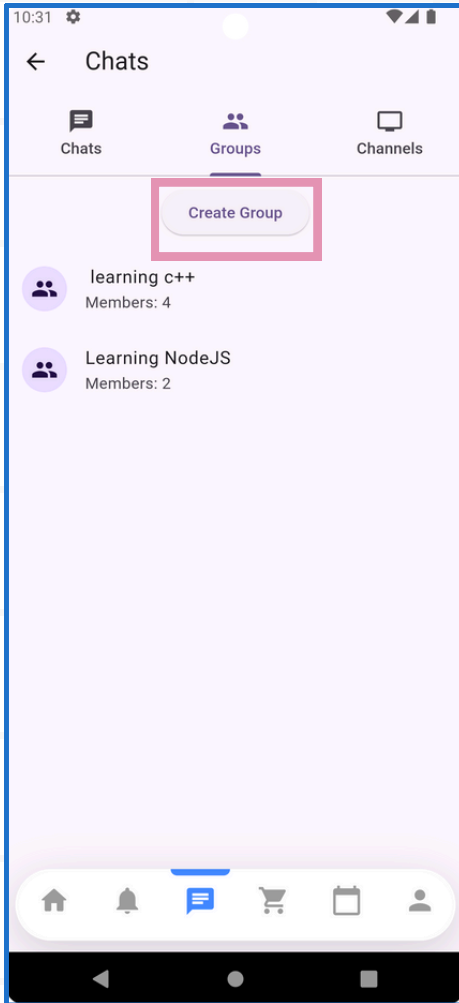 10:31
Chats
Chats Groups Channels
Create Group
learning c++
Members: 4
Learning NodeJS
Members: 2